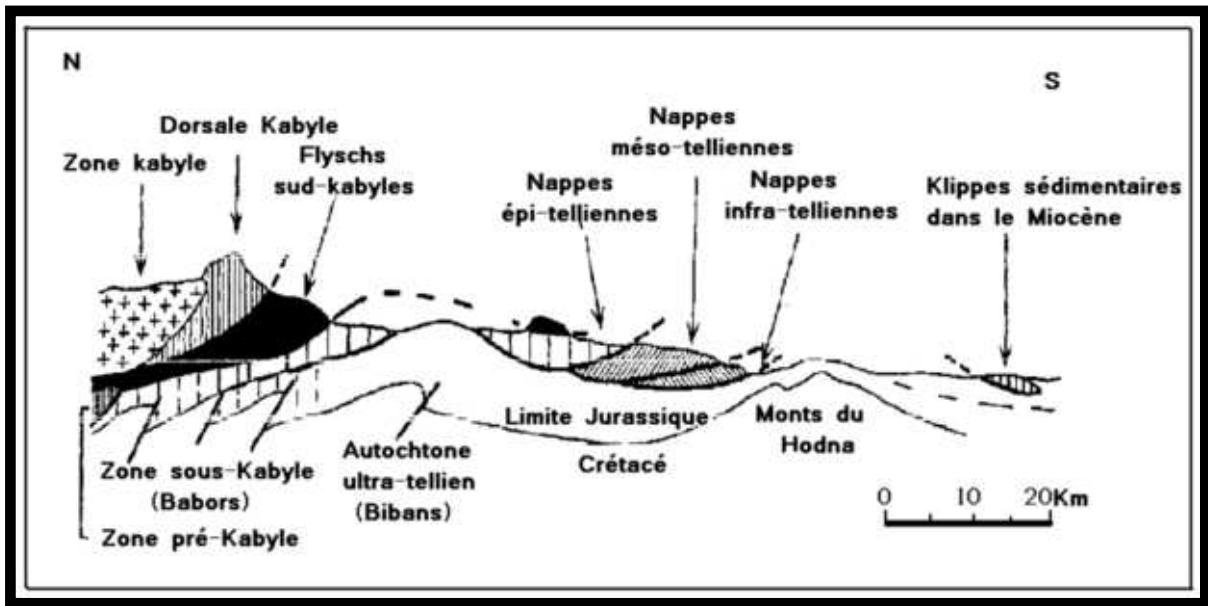 N
S
Dorsale Kabyle
Zone kabyle
Flyschs
sud-kabyles
Nappes
épi-telliennes
Nappes
méso-telliennes
Nappes
infra-telliennes
Klippes sédimentaires
dans le Miocène
Zone sous-Kabyle
(Babors)
Zone pré-Kabyle
Autochtone
ultra-tellien
(Bibans)
Limite Jurassique
Crétacé
Monts du
Hodna
0 10 20Km